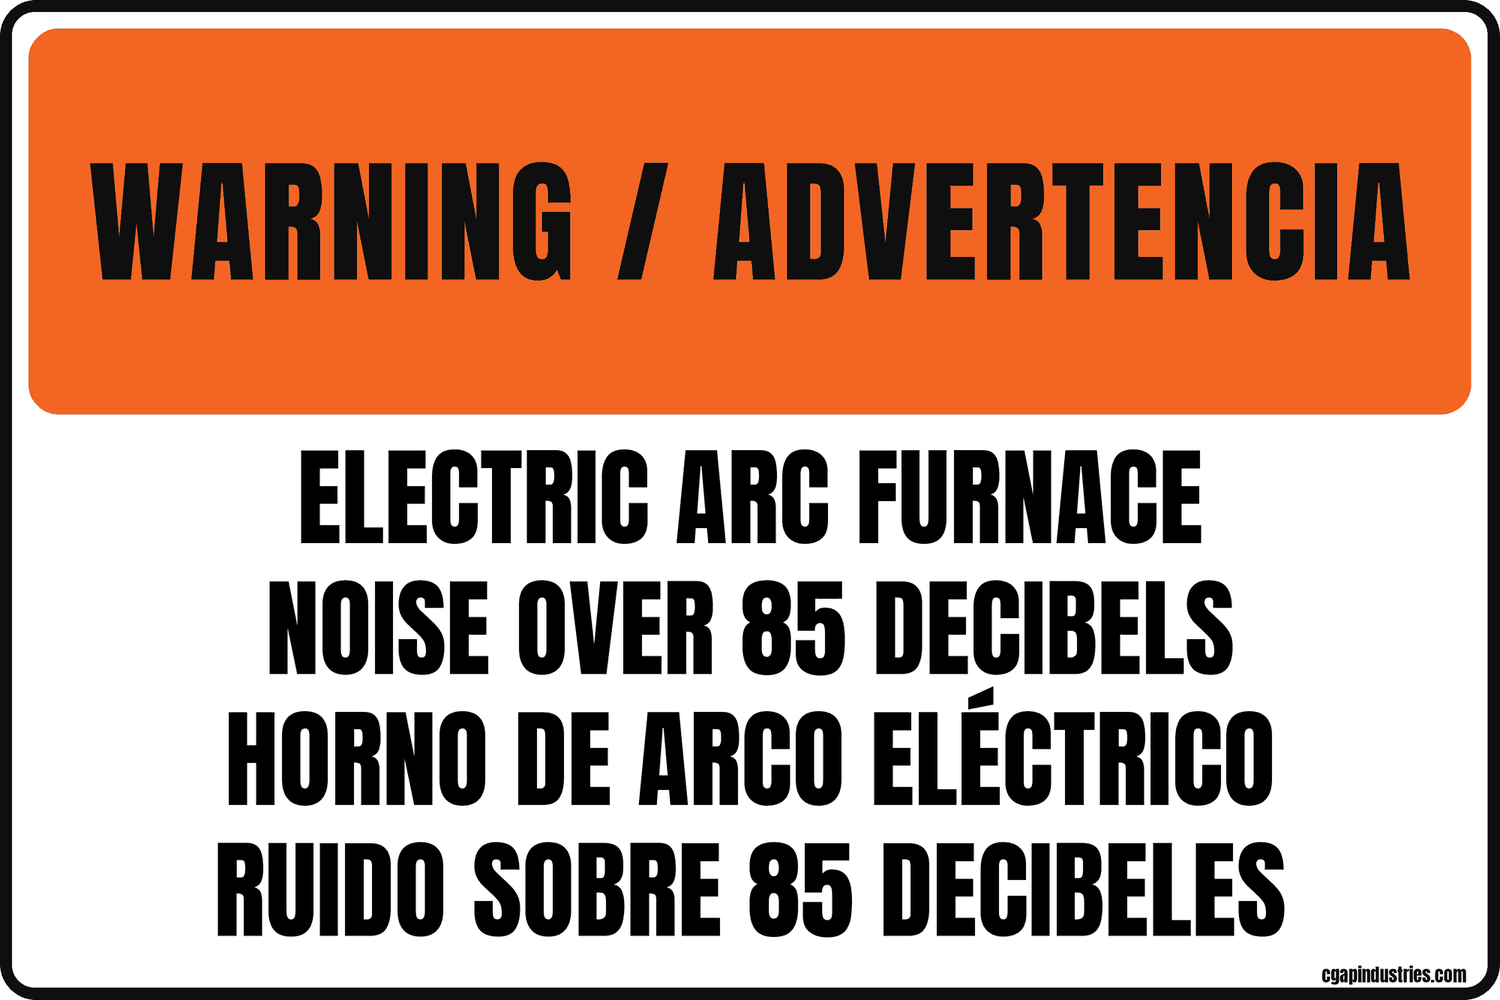 WARNING / ADVERTENCIA
ELECTRIC ARC FURNACE
NOISE OVER 85 DECIBELS
HORNO DE ARCO ELÉCTRICO
RUIDO SOBRE 85 DECIBELES
cgapindustries.com